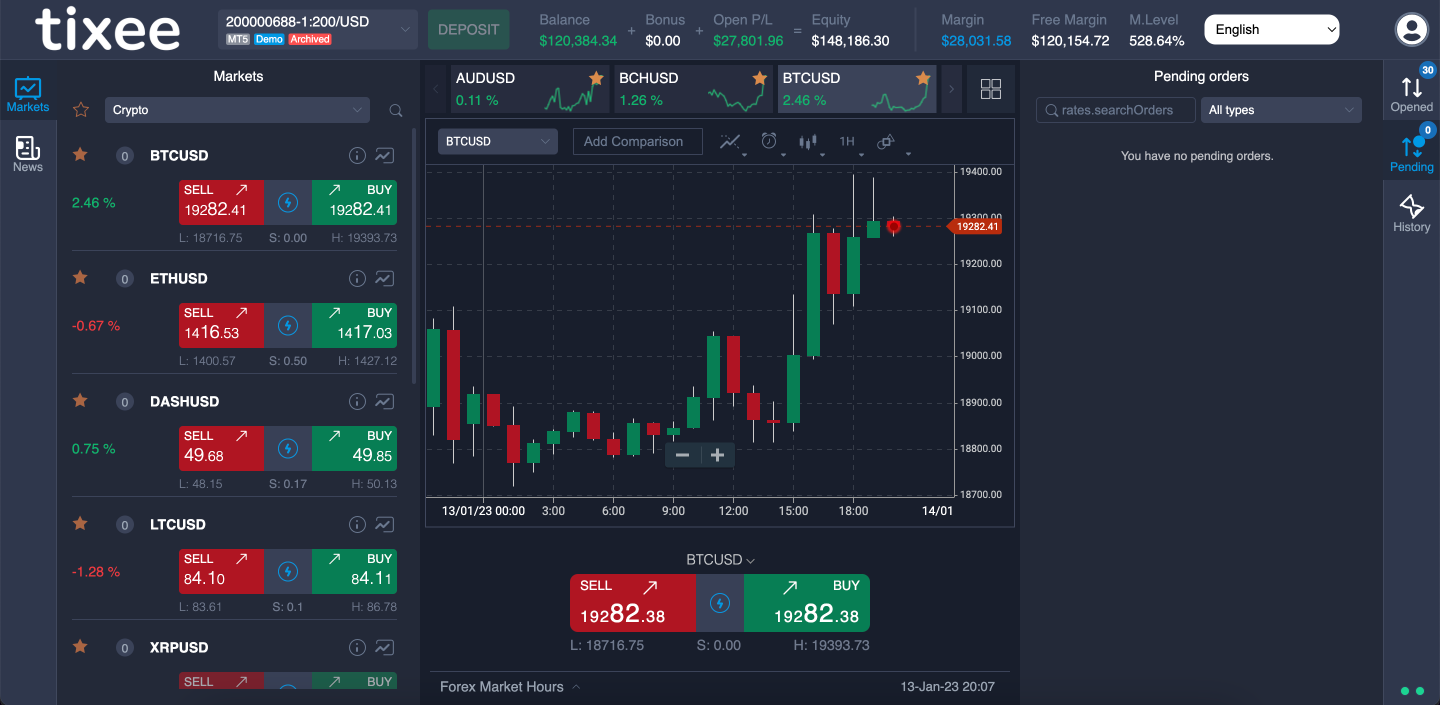 tixee
200000688-1:200/USD
MT5 Demo Archived
DEPOSIT
Balance
$120,384.34
+
Bonus
$0.00
+
Open P/L
$27,801.96
=
Equity
$148,186.30
Margin
$28,031.58
Free Margin
$120,154.72
M.Level
528.64%
English
Markets
News
Markets
Crypto
0 BTCUSD
2.46 %
SELL BUY
19282.41 19282.41
L: 18716.75 S: 0.00 H: 19393.73
0 ETHUSD
-0.67 %
SELL BUY
1416.53 1417.03
L: 1400.57 S: 0.50 H: 1427.12
0 DASHUSD
0.75 %
SELL BUY
49.68 49.85
L: 48.15 S: 0.17 H: 50.13
0 LTCUSD
-1.28 %
SELL BUY
84.10 84.11
L: 83.61 S: 0.1 H: 86.78
0 XRPUSD
SELL BUY
AUDUSD
0.11 %
BCHUSD
1.26 %
BTCUSD
2.46 %
BTCUSD Add Comparison 1H
19400.00
19300.00
19282.41
19200.00
19100.00
19000.00
18900.00
18800.00
18700.00
13/01/23 00:00 3:00 6:00 9:00 12:00 15:00 18:00 14/01
BTCUSD
SELL BUY
19282.38 19282.38
L: 18716.75 S: 0.00 H: 19393.73
Forex Market Hours 13-Jan-23 20:07
Pending orders
rates.searchOrders All types
You have no pending orders.
30
Opened
0
Pending
History